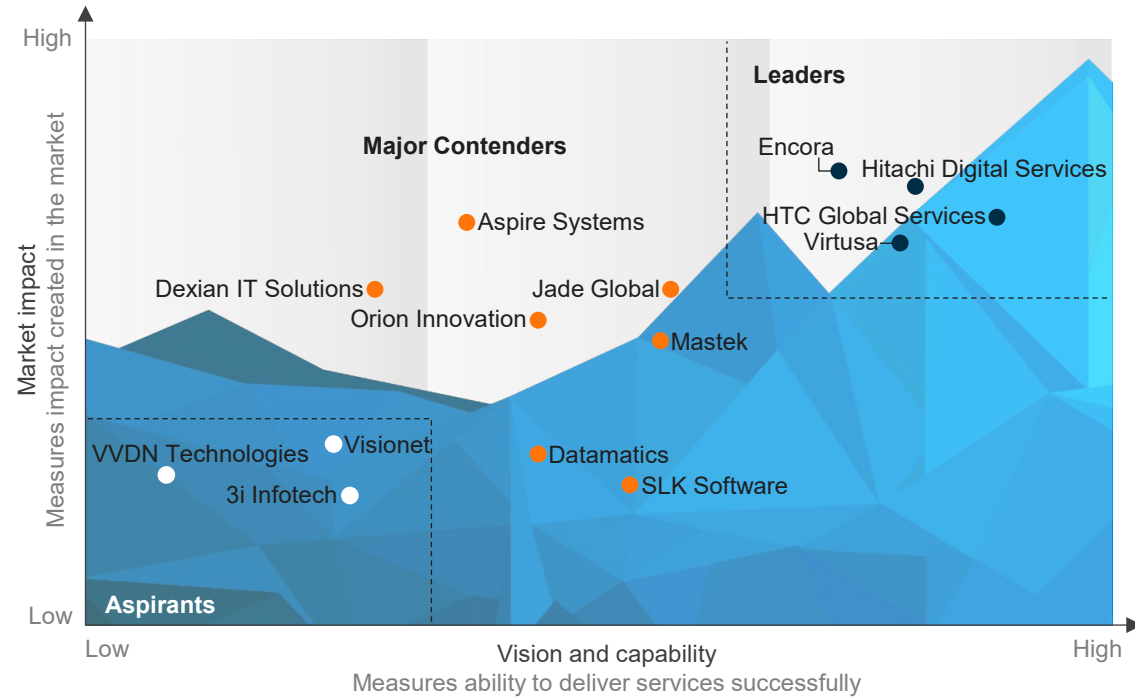 High
Leaders
Major Contenders
Encora
Hitachi Digital Services
HTC Global Services
Aspire Systems
Virtusa
Dexian IT Solutions
Jade Global
Orion Innovation
Mastek
Market impact
Measures impact created in the market
VVDN Technologies
Visionet
Datamatics
3i Infotech
SLK Software
Aspirants
Low
Low
High
Vision and capability
Measures ability to deliver services successfully